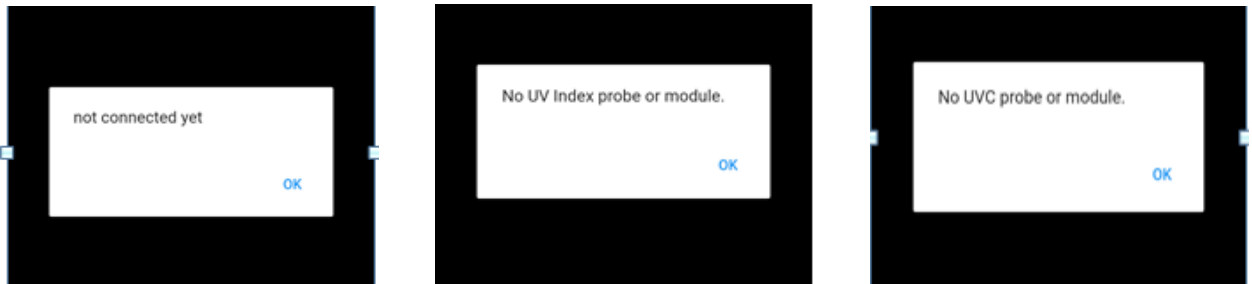 not connected yet
OK
No UV Index probe or module.
OK
No UVC probe or module.
OK